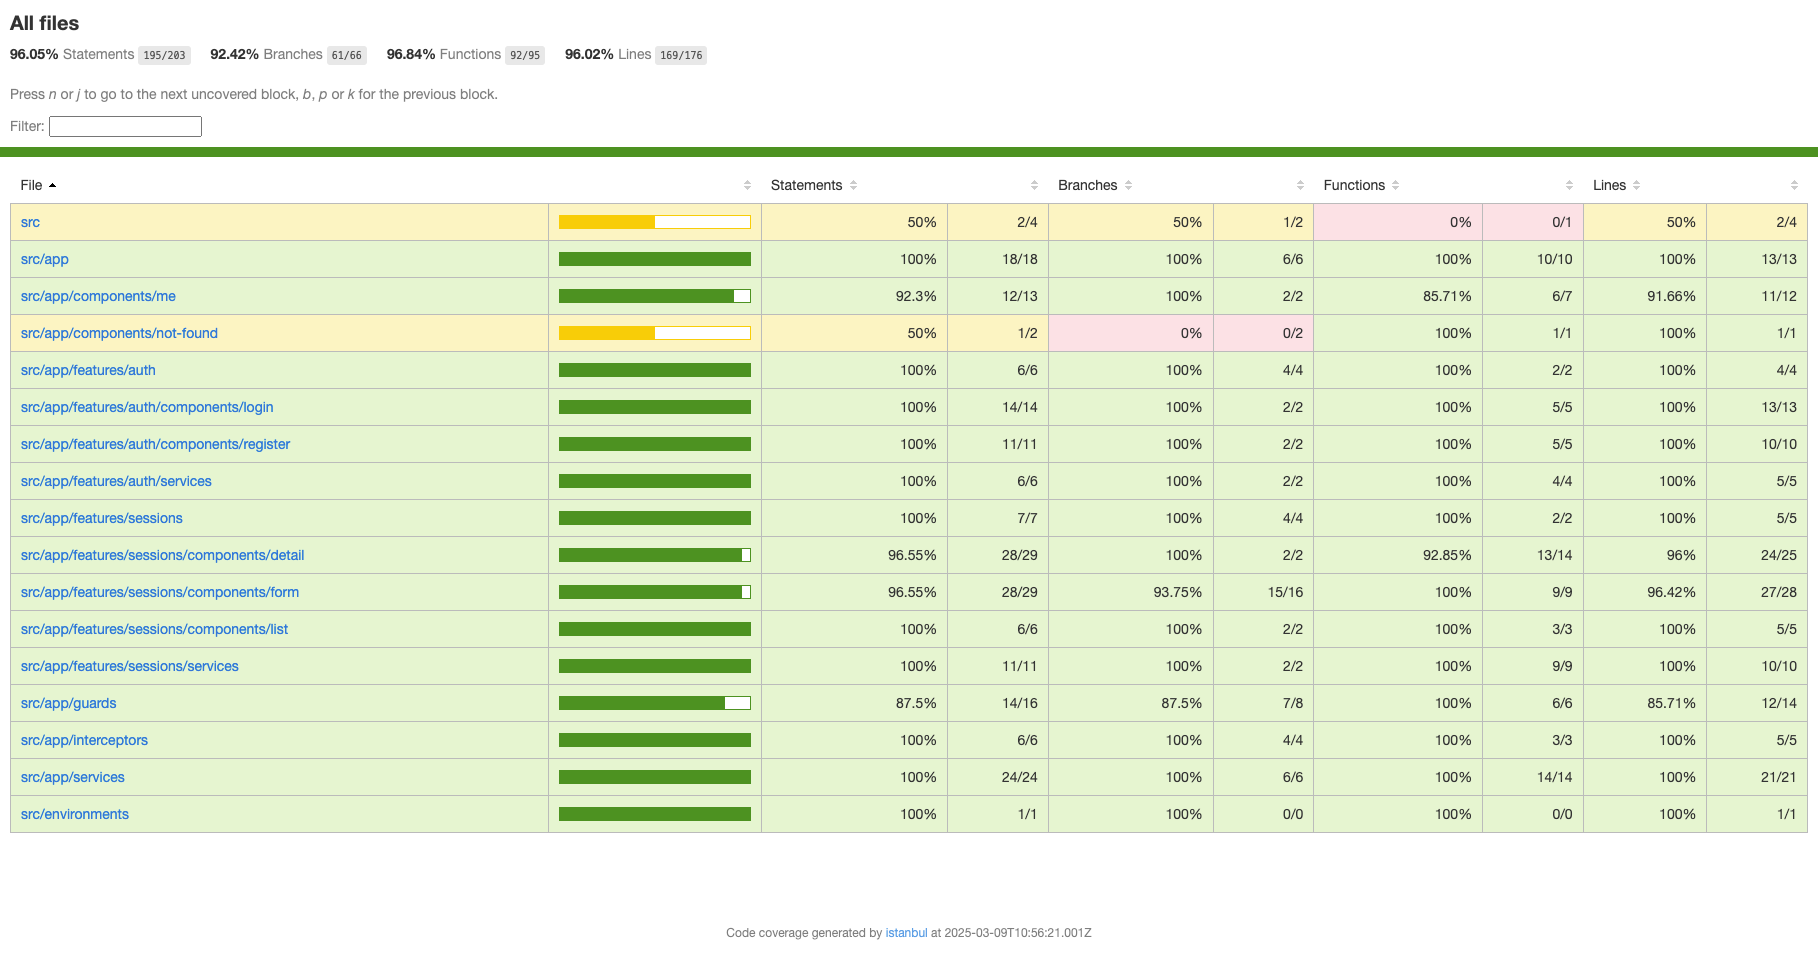 All files
96.05% Statements 195/203 92.42% Branches 61/66 96.84% Functions 92/95 96.02% Lines 169/176
Press n or j to go to the next uncovered block, b, p or k for the previous block.
Filter:
File Statements Branches Functions Lines
src 50% 2/4 50% 1/2 0% 0/1 50% 2/4
src/app 100% 18/18 100% 6/6 100% 10/10 100% 13/13
src/app/components/me 92.3% 12/13 100% 2/2 85.71% 6/7 91.66% 11/12
src/app/components/not-found 50% 1/2 0% 0/2 100% 1/1 100% 1/1
src/app/features/auth 100% 6/6 100% 4/4 100% 2/2 100% 4/4
src/app/features/auth/components/login 100% 14/14 100% 2/2 100% 5/5 100% 13/13
src/app/features/auth/components/register 100% 11/11 100% 2/2 100% 5/5 100% 10/10
src/app/features/auth/services 100% 6/6 100% 2/2 100% 4/4 100% 5/5
src/app/features/sessions 100% 7/7 100% 4/4 100% 2/2 100% 5/5
src/app/features/sessions/components/detail 96.55% 28/29 100% 2/2 92.85% 13/14 96% 24/25
src/app/features/sessions/components/form 96.55% 28/29 93.75% 15/16 100% 9/9 96.42% 27/28
src/app/features/sessions/components/list 100% 6/6 100% 2/2 100% 3/3 100% 5/5
src/app/features/sessions/services 100% 11/11 100% 2/2 100% 9/9 100% 10/10
src/app/guards 87.5% 14/16 87.5% 7/8 100% 6/6 85.71% 12/14
src/app/interceptors 100% 6/6 100% 4/4 100% 3/3 100% 5/5
src/app/services 100% 24/24 100% 6/6 100% 14/14 100% 21/21
src/environments 100% 1/1 100% 0/0 100% 0/0 100% 1/1
Code coverage generated by istanbul at 2025-03-09T10:56:21.001Z